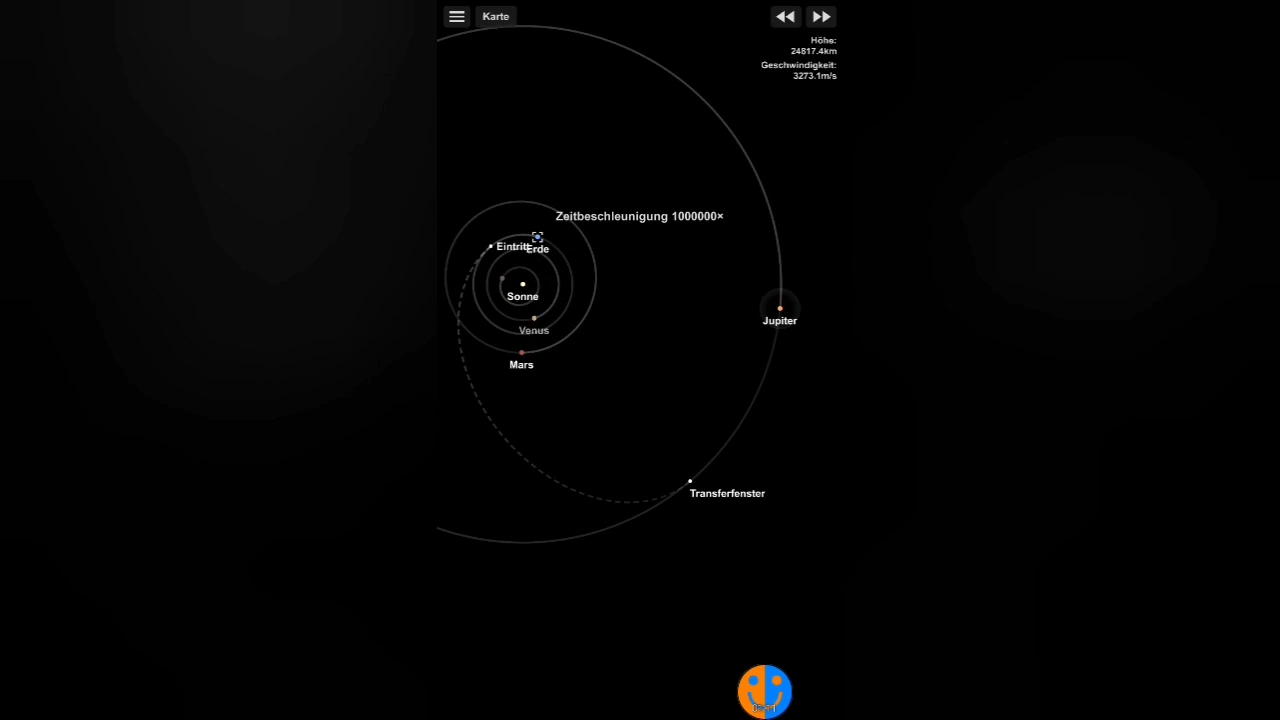 Karte
Höhe:
24817.4km
Geschwindigkeit:
3273.1m/s
Zeitbeschleunigung 1000000×
Eintritt
Erde
Sonne
Venus
Jupiter
Mars
Transferfenster